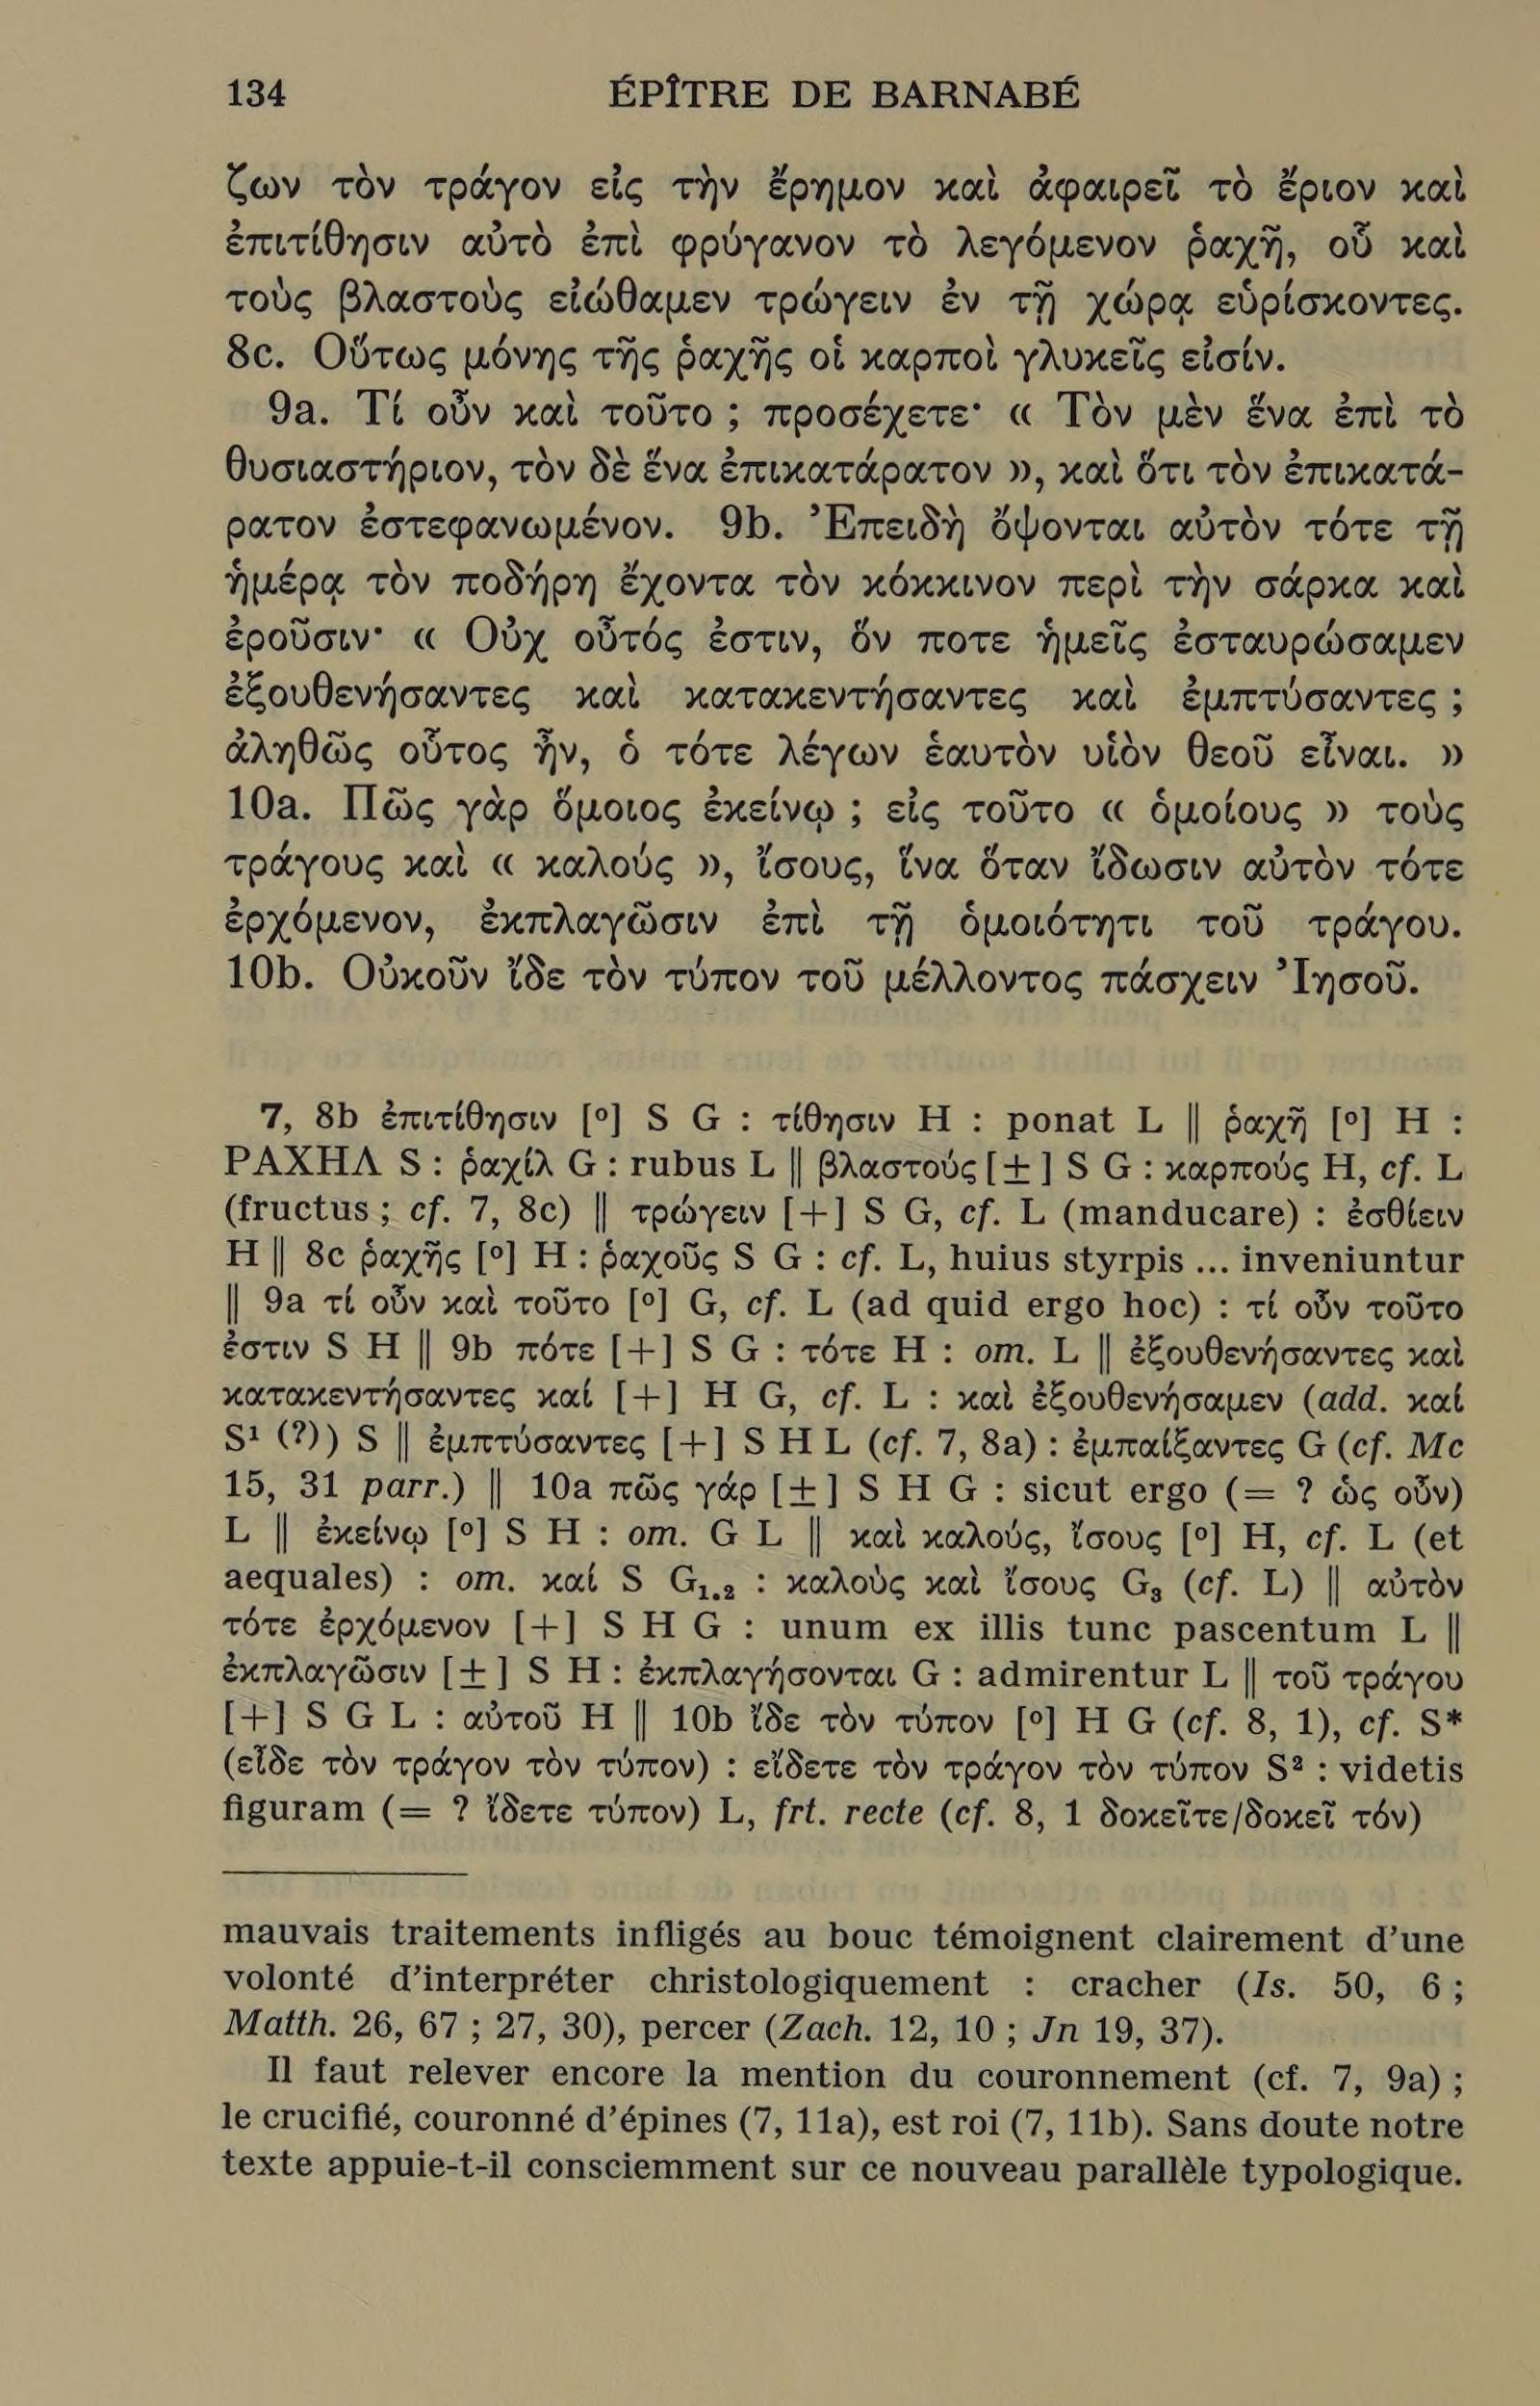 134 ÉPÎTRE DE BARNABÉ
ζων τὸν τράγον εἰς τὴν ἔρημον καὶ ἀφαιρεῖ τὸ ἔριον καὶ
ἐπιτίθησιν αὐτὸ ἐπὶ φρύγανον τὸ λεγόμενον ῥαχῆ, οὗ καὶ
τοὺς βλαστοὺς εἰώθαμεν τρώγειν ἐν τῇ χώρᾳ εὑρίσκοντες.
8c. Οὕτως μόνης τῆς ῥαχῆς οἱ καρποὶ γλυκεῖς εἰσίν.
9a. Τί οὖν καὶ τοῦτο ; προσέχετε· « Τὸν μὲν ἕνα ἐπὶ τὸ
θυσιαστήριον, τὸν δὲ ἕνα ἐπικατάρατον », καὶ ὅτι τὸν ἐπικατά-
ρατον ἐστεφανωμένον. 9b. Ἐπειδὴ ὄψονται αὐτὸν τότε τῇ
ἡμέρᾳ τὸν ποδήρη ἔχοντα τὸν κόκκινον περὶ τὴν σάρκα καὶ
ἐροῦσιν· « Οὐχ οὗτός ἐστιν, ὅν ποτε ἡμεῖς ἐσταυρώσαμεν
ἐξουθενήσαντες καὶ κατακεντήσαντες καὶ ἐμπτύσαντες ;
ἀληθῶς οὗτος ἦν, ὁ τότε λέγων ἑαυτὸν υἱὸν θεοῦ εἶναι. »
10a. Πῶς γὰρ ὅμοιος ἐκείνῳ ; εἰς τοῦτο « ὁμοίους » τοὺς
τράγους καὶ « καλούς », ἴσους, ἵνα ὅταν ἴδωσιν αὐτὸν τότε
ἐρχόμενον, ἐκπλαγῶσιν ἐπὶ τῇ ὁμοιότητι τοῦ τράγου.
10b. Οὐκοῦν ἴδε τὸν τύπον τοῦ μέλλοντος πάσχειν Ἰησοῦ.
7, 8b ἐπιτίθησιν [°] S G : τίθησιν H : ponat L || ῥαχῆ [°] H :
ΡΑΧΗΛ S : ῥαχίλ G : rubus L || βλαστούς [±] S G : καρπούς H, cf. L
(fructus ; cf. 7, 8c) || τρώγειν [+] S G, cf. L (manducare) : ἐσθίειν
H || 8c ῥαχῆς [°] H : ῥαχοῦς S G : cf. L, huius styrpis ... inveniuntur
|| 9a τί οὖν καὶ τοῦτο [°] G, cf. L (ad quid ergo hoc) : τί οὖν τοῦτο
ἐστιν S H || 9b πότε [+] S G : τότε H : om. L || ἐξουθενήσαντες καὶ
κατακεντήσαντες καί [+] H G, cf. L : καὶ ἐξουθενήσαμεν (add. καί
S¹ (?)) S || ἐμπτύσαντες [+] S H L (cf. 7, 8a) : ἐμπαίξαντες G (cf. Mc
15, 31 parr.) || 10a πῶς γάρ [±] S H G : sicut ergo (= ? ὡς οὖν)
L || ἐκείνῳ [°] S H : om. G L || καὶ καλούς, ἴσους [°] H, cf. L (et
aequales) : om. καί S G₁.₂ : καλοὺς καὶ ἴσους G₃ (cf. L) || αὐτὸν
τότε ἐρχόμενον [+] S H G : unum ex illis tunc pascentum L ||
ἐκπλαγῶσιν [±] S H : ἐκπλαγήσονται G : admirentur L || τοῦ τράγου
[+] S G L : αὐτοῦ H || 10b ἴδε τὸν τύπον [°] H G (cf. 8, 1), cf. S*
(εἶδε τὸν τράγον τὸν τύπον) : εἴδετε τὸν τράγον τὸν τύπον S² : videtis
figuram (= ? ἴδετε τύπον) L, frt. recte (cf. 8, 1 δοκεῖτε/δοκεῖ τόν)
mauvais traitements infligés au bouc témoignent clairement d'une
volonté d'interpréter christologiquement : cracher (Is. 50, 6 ;
Matth. 26, 67 ; 27, 30), percer (Zach. 12, 10 ; Jn 19, 37).
Il faut relever encore la mention du couronnement (cf. 7, 9a) ;
le crucifié, couronné d'épines (7, 11a), est roi (7, 11b). Sans doute notre
texte appuie-t-il consciemment sur ce nouveau parallèle typologique.